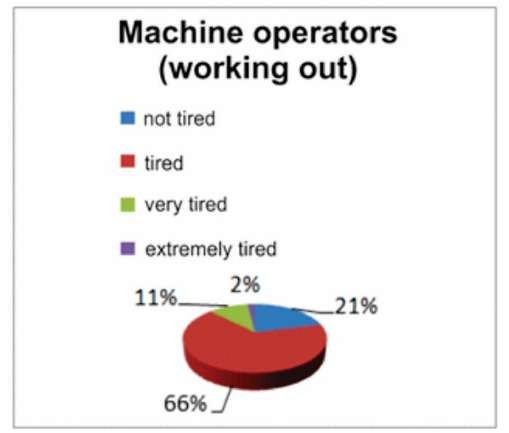 Machine operators
(working out)
not tired
tired
very tired
extremely tired
2%
11%
21%
66%